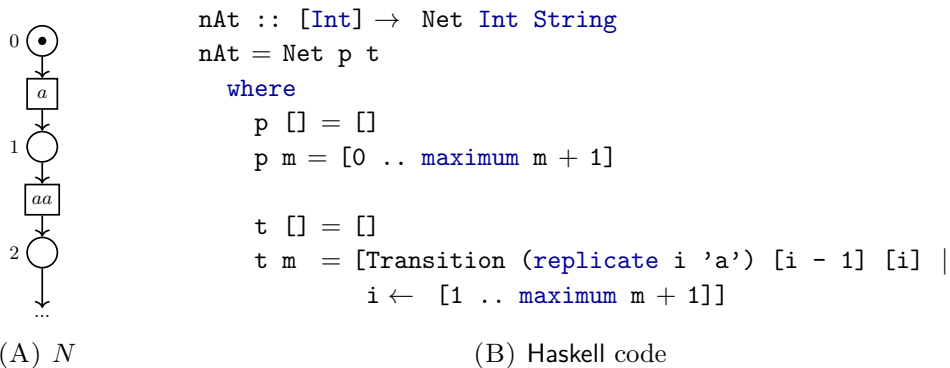 0
a
1
aa
2
...
(A) N
nAt :: [Int] → Net Int String
nAt = Net p t
where
p [] = []
p m = [0 .. maximum m + 1]
t [] = []
t m = [Transition (replicate i 'a') [i - 1] [i] |
i ← [1 .. maximum m + 1]]
(B) Haskell code